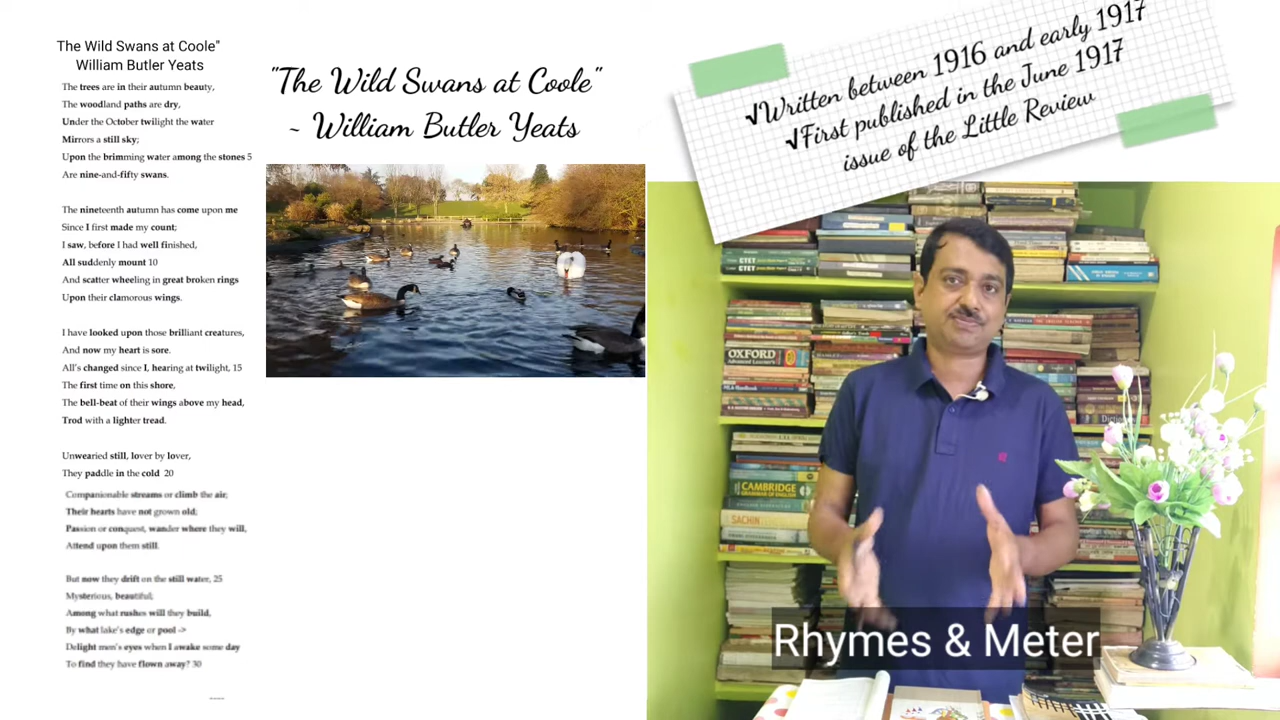 The Wild Swans at Coole"
William Butler Yeats
The trees are in their autumn beauty,
The woodland paths are dry,
Under the October twilight the water
Mirrors a still sky;
Upon the brimming water among the stones 5
Are nine-and-fifty swans.
The nineteenth autumn has come upon me
Since I first made my count;
I saw, before I had well finished,
All suddenly mount 10
And scatter wheeling in great broken rings
Upon their clamorous wings.
I have looked upon those brilliant creatures,
And now my heart is sore.
All's changed since I, hearing at twilight, 15
The first time on this shore,
The bell-beat of their wings above my head,
Trod with a lighter tread.
Unwearied still, lover by lover,
They paddle in the cold 20
Companionable streams or climb the air;
Their hearts have not grown old;
Passion or conquest, wander where they will,
Attend upon them still.
But now they drift on the still water, 25
Mysterious, beautiful;
Among what rushes will they build,
By what lake's edge or pool ->
Delight men's eyes when I awake some day
To find they have flown away? 30
"The Wild Swans at Coole"
~ William Butler Yeats
√Written between 1916 and early 1917
√First published in the June 1917
issue of the Little Review
OXFORD
Advanced Learner's
CAMBRIDGE
GRAMMAR OF ENGLISH
SACHIN
Rhymes & Meter